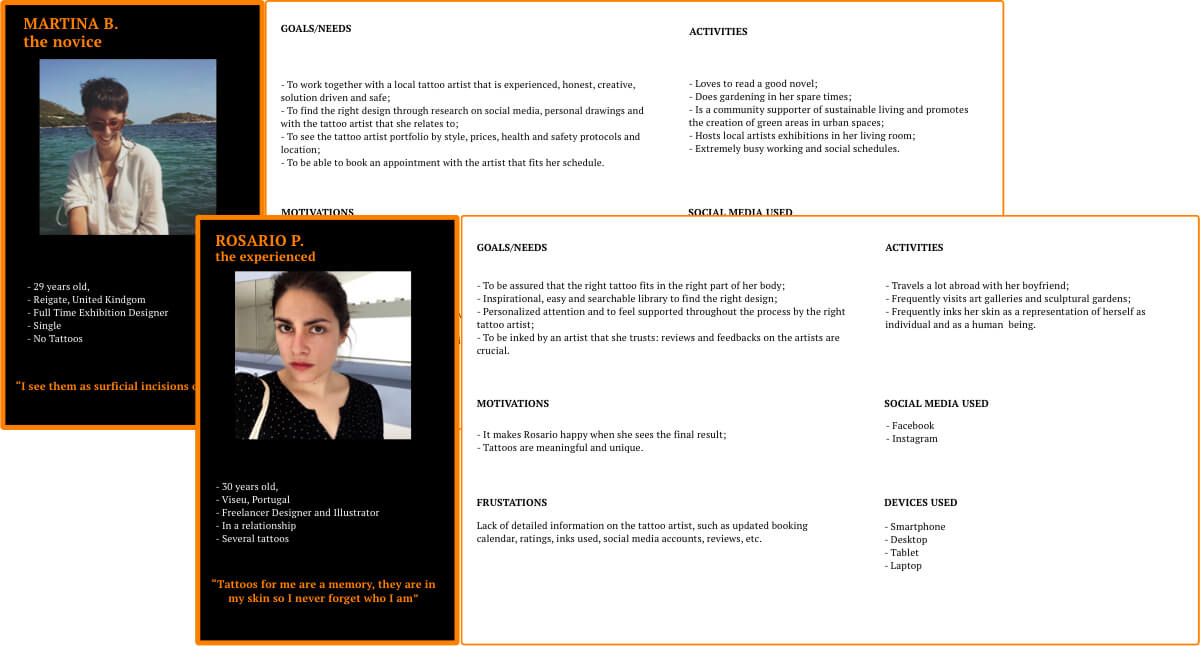 MARTINA B.
the novice
- 29 years old,
- Reigate, United Kindgom
- Full Time Exhibition Designer
- Single
- No Tattoos
“I see them as surficial incisions
GOALS/NEEDS
- To work together with a local tattoo artist that is experienced, honest, creative,
solution driven and safe;
- To find the right design through research on social media, personal drawings and
with the tattoo artist that she relates to;
- To see the tattoo artist portfolio by style, prices, health and safety protocols and
location;
- To be able to book an appointment with the artist that fits her schedule.
ACTIVITIES
- Loves to read a good novel;
- Does gardening in her spare times;
- Is a community supporter of sustainable living and promotes
the creation of green areas in urban spaces;
- Hosts local artists exhibitions in her living room;
- Extremely busy working and social schedules.
MOTIVATIONS
SOCIAL MEDIA USED
ROSARIO P.
the experienced
- 30 years old,
- Viseu, Portugal
- Freelancer Designer and Illustrator
- In a relationship
- Several tattoos
“Tattoos for me are a memory, they are in
my skin so I never forget who I am”
GOALS/NEEDS
- To be assured that the right tattoo fits in the right part of her body;
- Inspirational, easy and searchable library to find the right design;
- Personalized attention and to feel supported throughout the process by the right
tattoo artist;
- To be inked by an artist that she trusts: reviews and feedbacks on the artists are
crucial.
ACTIVITIES
- Travels a lot abroad with her boyfriend;
- Frequently visits art galleries and sculptural gardens;
- Frequently inks her skin as a representation of herself as
individual and as a human being.
MOTIVATIONS
- It makes Rosario happy when she sees the final result;
- Tattoos are meaningful and unique.
SOCIAL MEDIA USED
- Facebook
- Instagram
FRUSTATIONS
Lack of detailed information on the tattoo artist, such as updated booking
calendar, ratings, inks used, social media accounts, reviews, etc.
DEVICES USED
- Smartphone
- Desktop
- Tablet
- Laptop